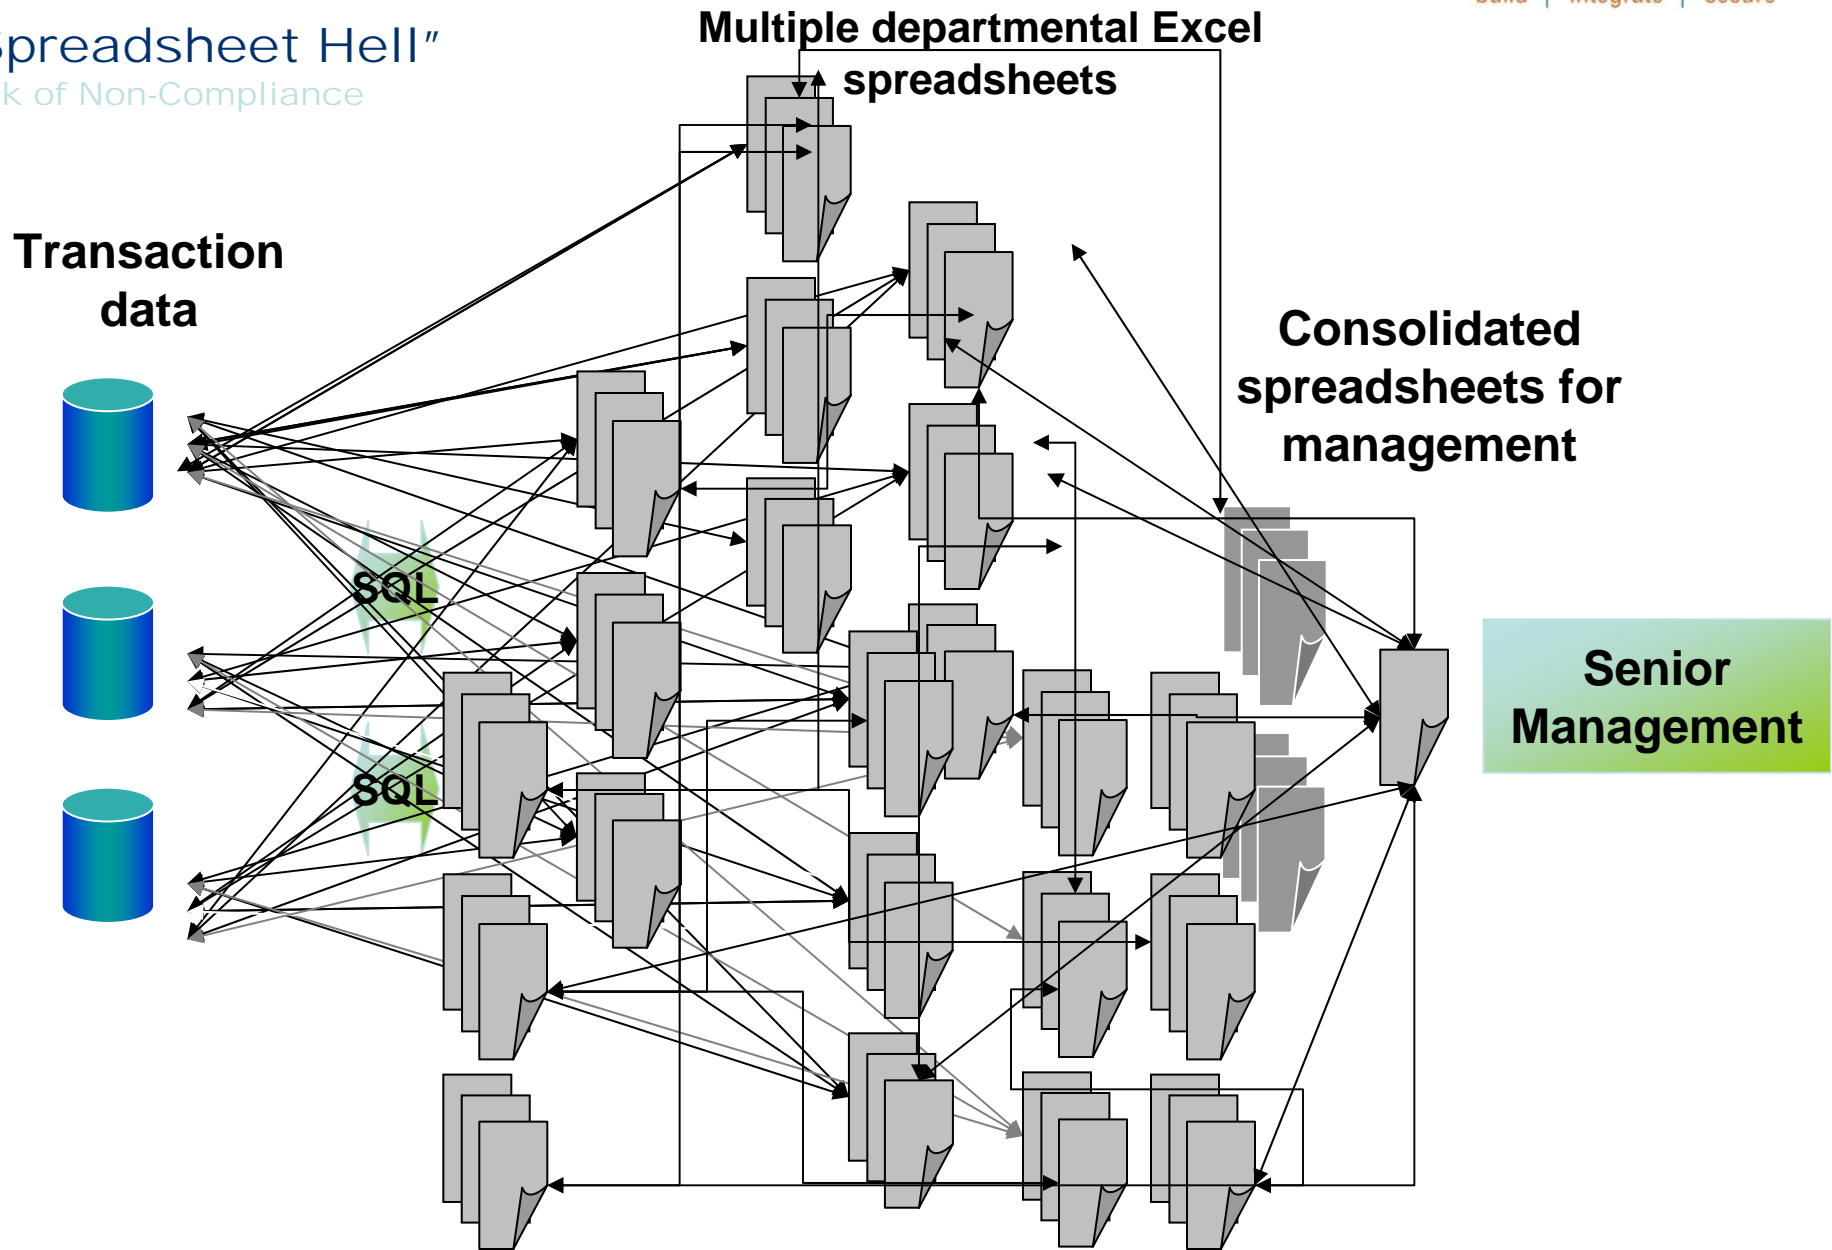 preadsheet Hell"
k of Non-Compliance
Multiple departmental Excel
spreadsheets
Transaction
data
Consolidated
spreadsheets for
management
SQL
SQL
Senior
Management